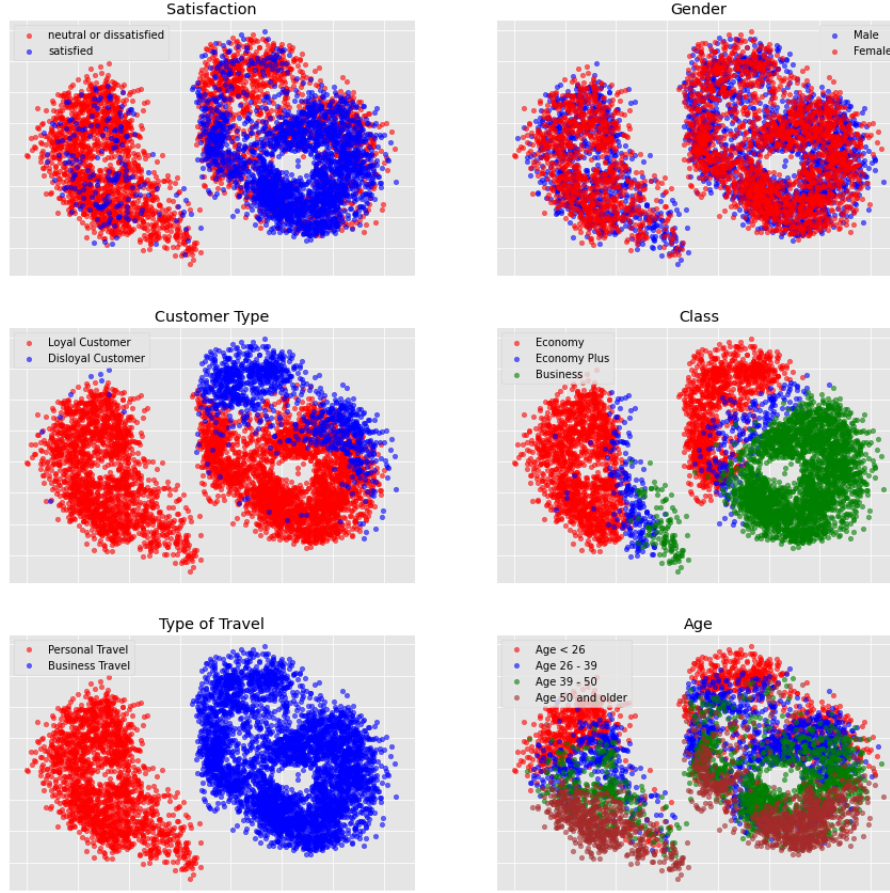 Satisfaction
neutral or dissatisfied
satisfied
Gender
Male
Female
Customer Type
Loyal Customer
Disloyal Customer
Class
Economy
Economy Plus
Business
Type of Travel
Personal Travel
Business Travel
Age
Age < 26
Age 26 - 39
Age 39 - 50
Age 50 and older